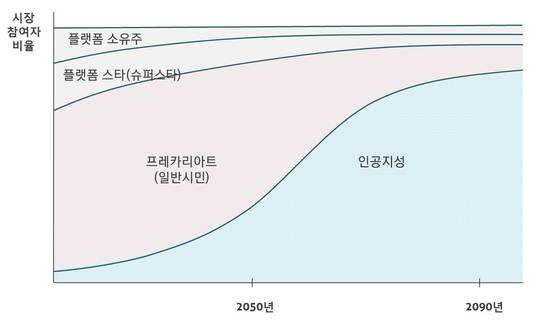 시장
참여자
비율
플랫폼 소유주
플랫폼 스타(슈퍼스타)
프레카리아트
(일반시민)
인공지성
2050년
2090년